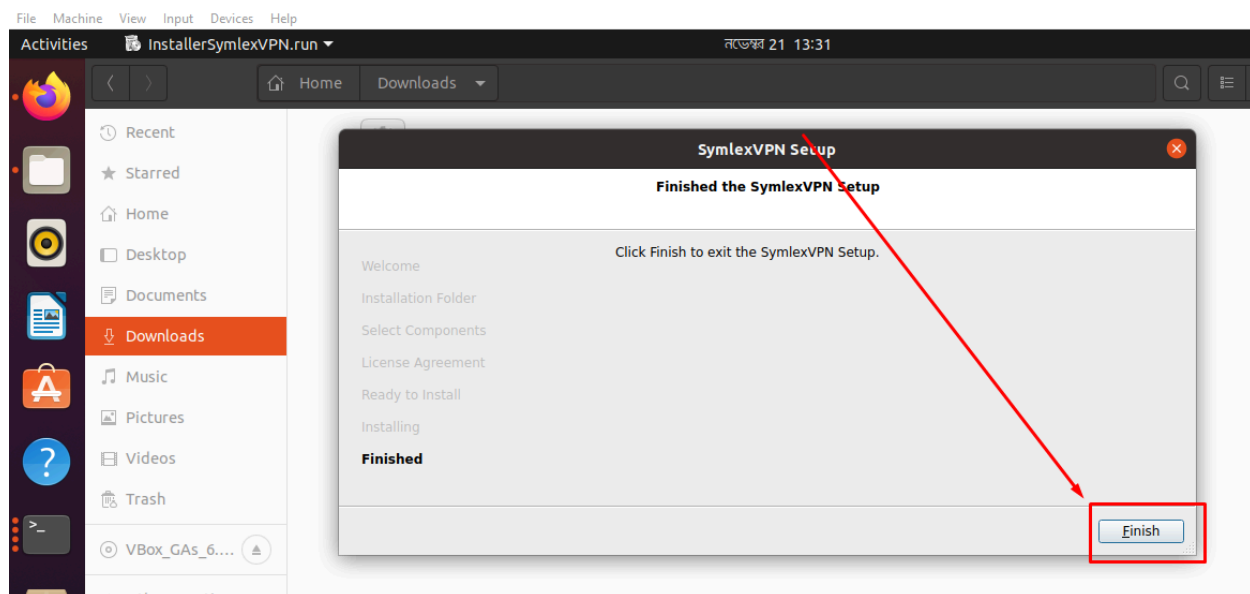 File Machine View Input Devices Help
Activities InstallerSymlexVPN.run নভেম্বর 21 13:31
Home Downloads
Recent
Starred
Home
Desktop
Documents
Downloads
Music
Pictures
Videos
Trash
VBox_GAs_6....
SymlexVPN Setup
Finished the SymlexVPN Setup
Click Finish to exit the SymlexVPN Setup.
Welcome
Installation Folder
Select Components
License Agreement
Ready to Install
Installing
Finished
Finish